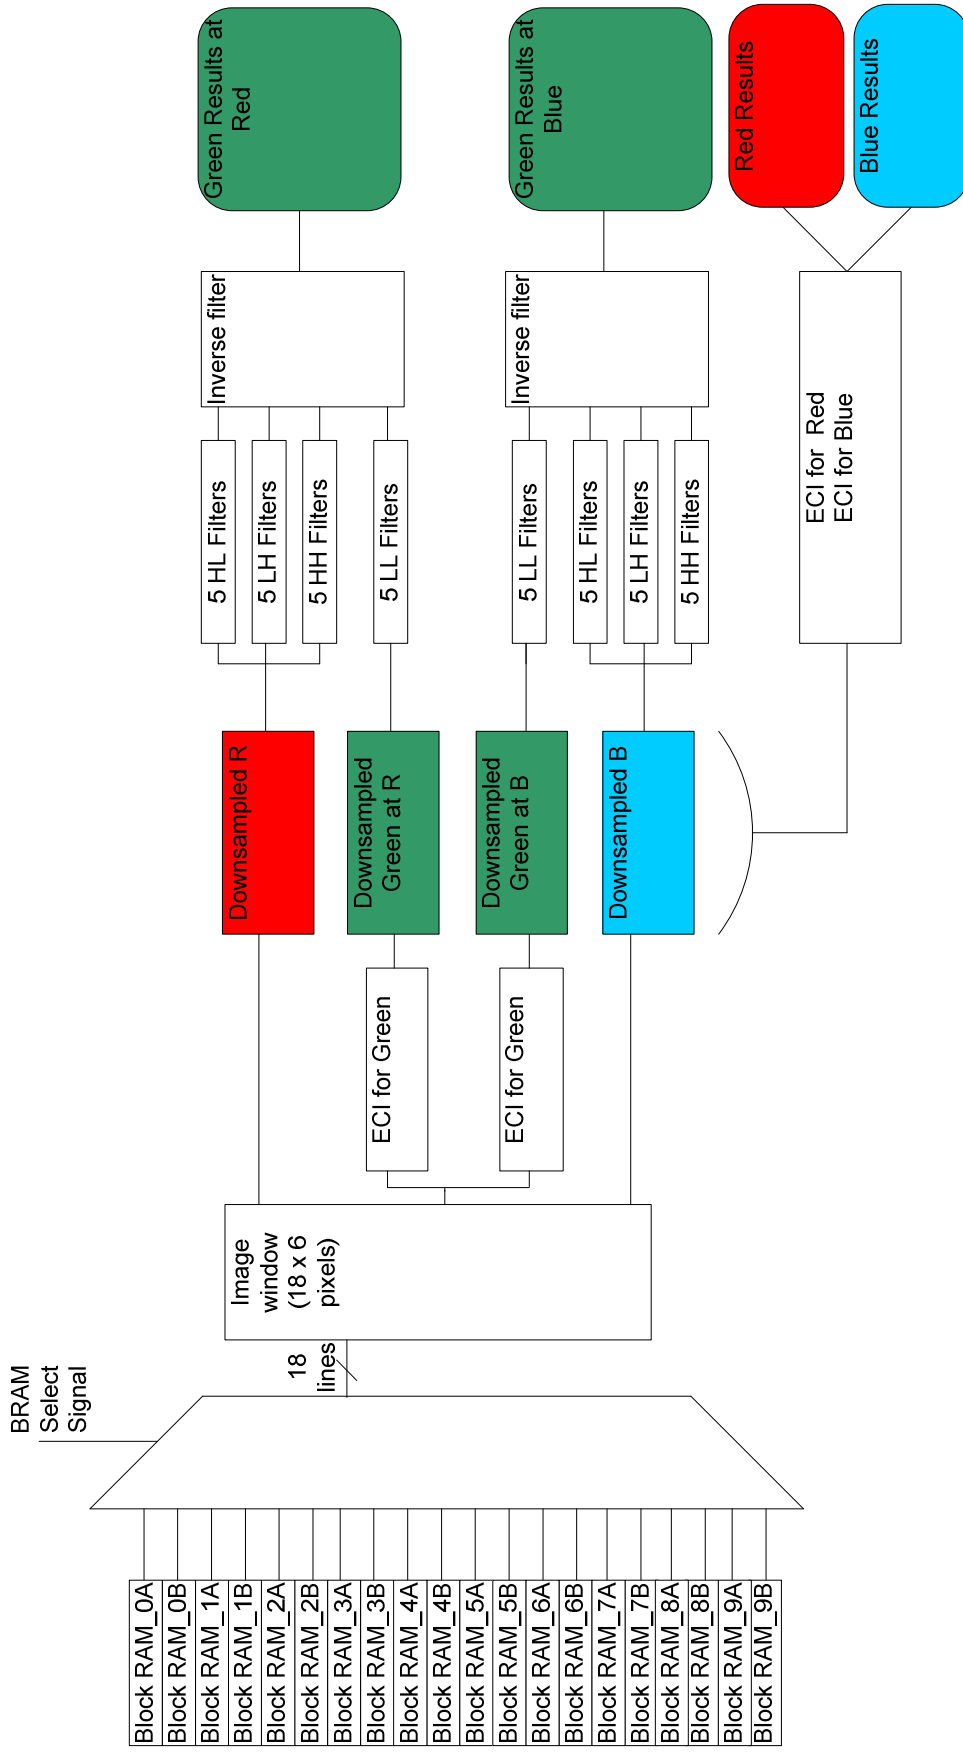 BRAM
Select
Signal
Block RAM_0A
Block RAM_0B
Block RAM_1A
Block RAM_1B
Block RAM_2A
Block RAM_2B
Block RAM_3A
Block RAM_3B
Block RAM_4A
Block RAM_4B
Block RAM_5A
Block RAM_5B
Block RAM_6A
Block RAM_6B
Block RAM_7A
Block RAM_7B
Block RAM_8A
Block RAM_8B
Block RAM_9A
Block RAM_9B
18
lines
Image
window
(18 x 6
pixels)
ECI for Green
ECI for Green
Downsampled R
Downsampled
Green at R
Downsampled
Green at B
Downsampled B
5 HL Filters
5 LH Filters
5 HH Filters
5 LL Filters
5 LL Filters
5 HL Filters
5 LH Filters
5 HH Filters
ECI for Red
ECI for Blue
Inverse filter
Inverse filter
Green Results at
Red
Green Results at
Blue
Red Results
Blue Results